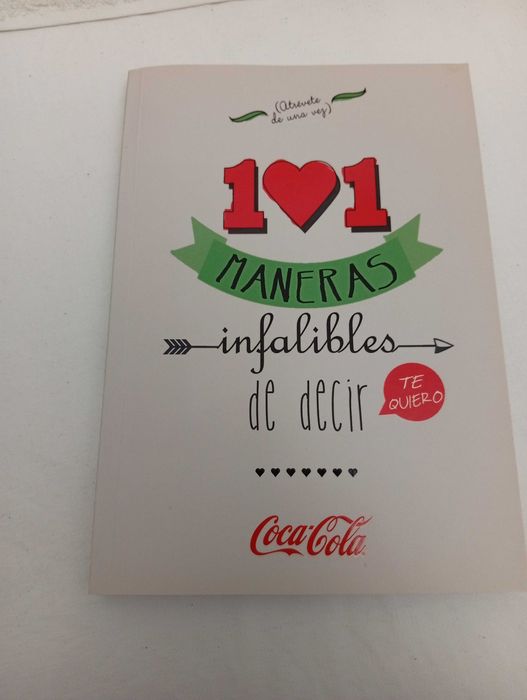 (Atrévete
de una vez)
1♥1
MANERAS
infalibles
de decir
TE
QUIERO
Coca-Cola